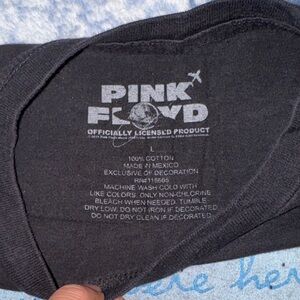 PINK
FLOYD
OFFICIALLY LICENSED PRODUCT
L
100% COTTON
MADE IN MEXICO
EXCLUSIVE OF DECORATION
MACHINE WASH COLD WITH
LIKE COLORS. ONLY NON-CHLORINE
BLEACH WHEN NEEDED. TUMBLE
DRY LOW. DO NOT IRON IF DECORATED
DO NOT DRY CLEAN IF DECORATED.
here